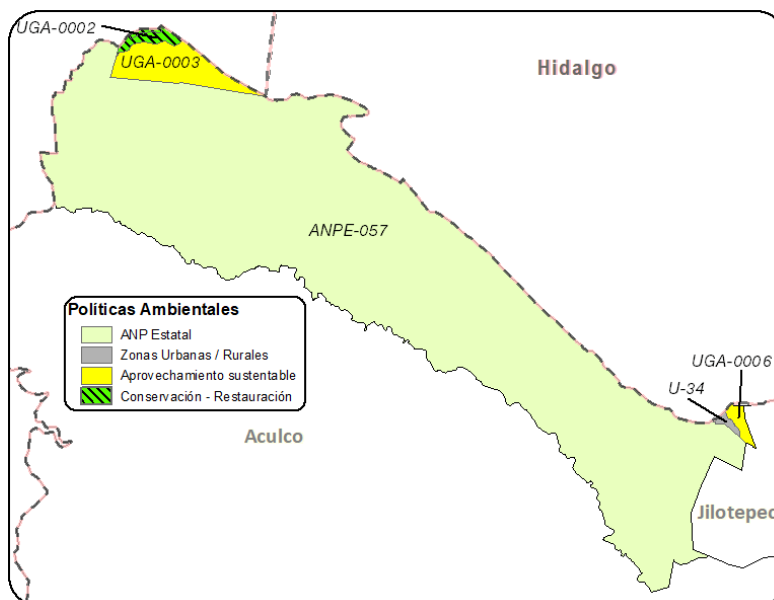 UGA-0002
UGA-0003
Hidalgo
ANPE-057
Políticas Ambientales
ANP Estatal
Zonas Urbanas / Rurales
Aprovechamiento sustentable
Conservación - Restauración
UGA-0006
U-34
Aculco
Jilotepec